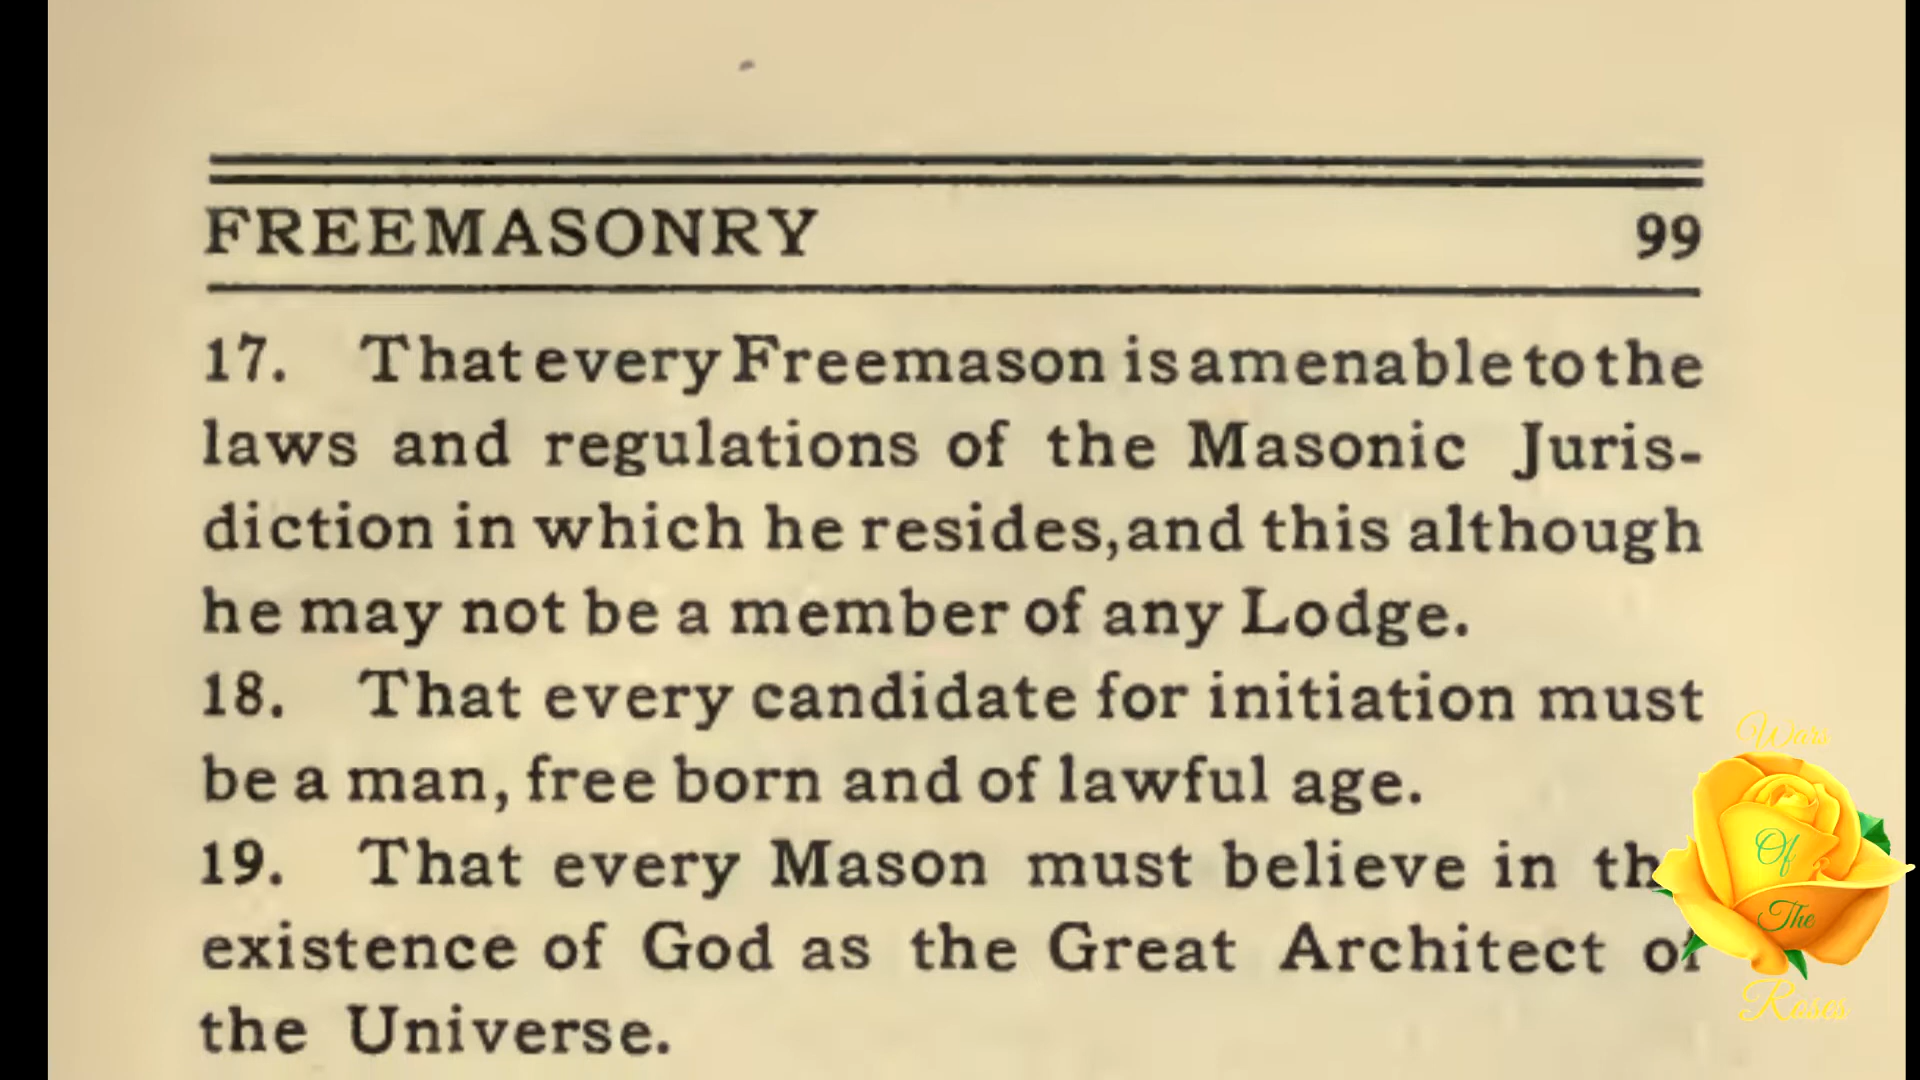 FREEMASONRY 99
17. That every Freemason is amenable to the
laws and regulations of the Masonic Juris-
diction in which he resides, and this although
he may not be a member of any Lodge.
18. That every candidate for initiation must
be a man, free born and of lawful age.
19. That every Mason must believe in
existence of God as the Great Architect of
the Universe.
Wars
Of
The
Roses